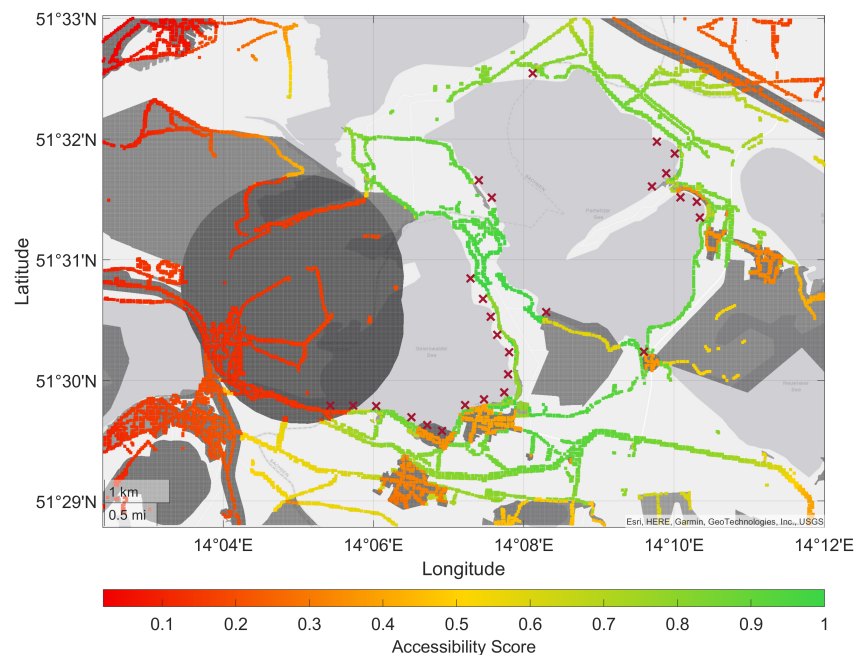 51°33'N
51°32'N
51°31'N
51°30'N
51°29'N
Latitude
1 km
0.5 mi
Esri, HERE, Garmin, GeoTechnologies, Inc., USGS
14°04'E 14°06'E 14°08'E 14°10'E 14°12'E
Longitude
0.1 0.2 0.3 0.4 0.5 0.6 0.7 0.8 0.9 1
Accessibility Score